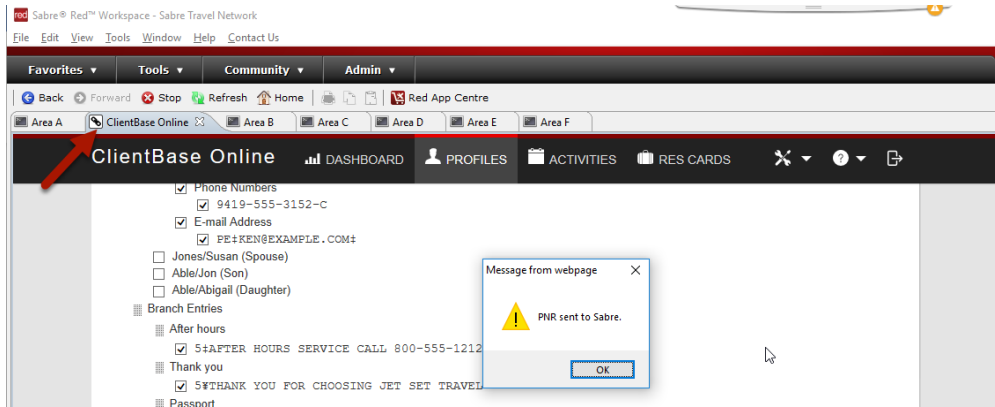 red Sabre® Red™ Workspace - Sabre Travel Network
File Edit View Tools Window Help Contact Us
Favorites Tools Community Admin
Back Forward Stop Refresh Home Red App Centre
Area A ClientBase Online Area B Area C Area D Area E Area F
ClientBase Online DASHBOARD PROFILES ACTIVITIES RES CARDS ?
Phone Numbers
9419-555-3152-C
E-mail Address
PE‡KEN@EXAMPLE.COM‡
Jones/Susan (Spouse)
Able/Jon (Son)
Able/Abigail (Daughter)
Branch Entries
After hours
5‡AFTER HOURS SERVICE CALL 800-555-1212
Thank you
5¥THANK YOU FOR CHOOSING JET SET TRAVEL
Passport
Message from webpage
PNR sent to Sabre.
OK